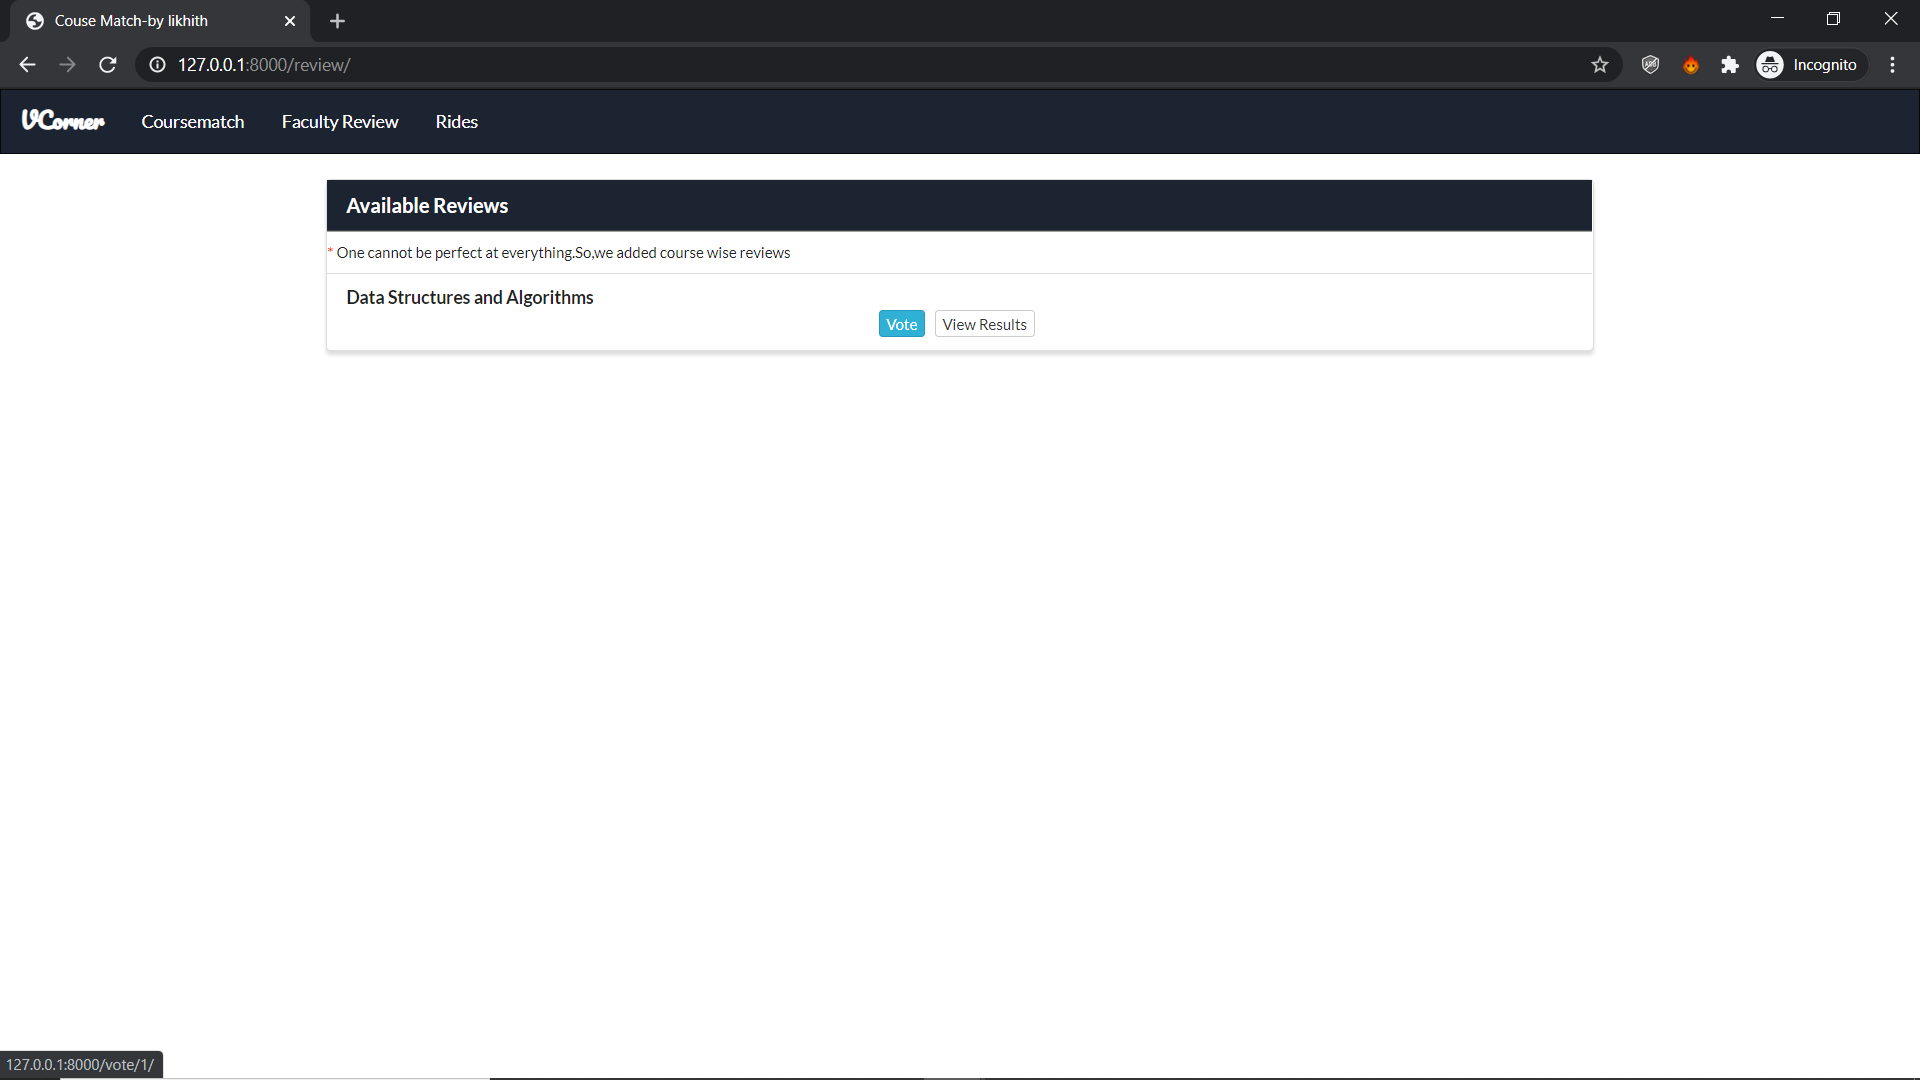 Couse Match-by likhith
127.0.0.1:8000/review/
Incognito
VCorner Coursematch Faculty Review Rides
Available Reviews
* One cannot be perfect at everything.So,we added course wise reviews
Data Structures and Algorithms
Vote View Results
127.0.0.1:8000/vote/1/